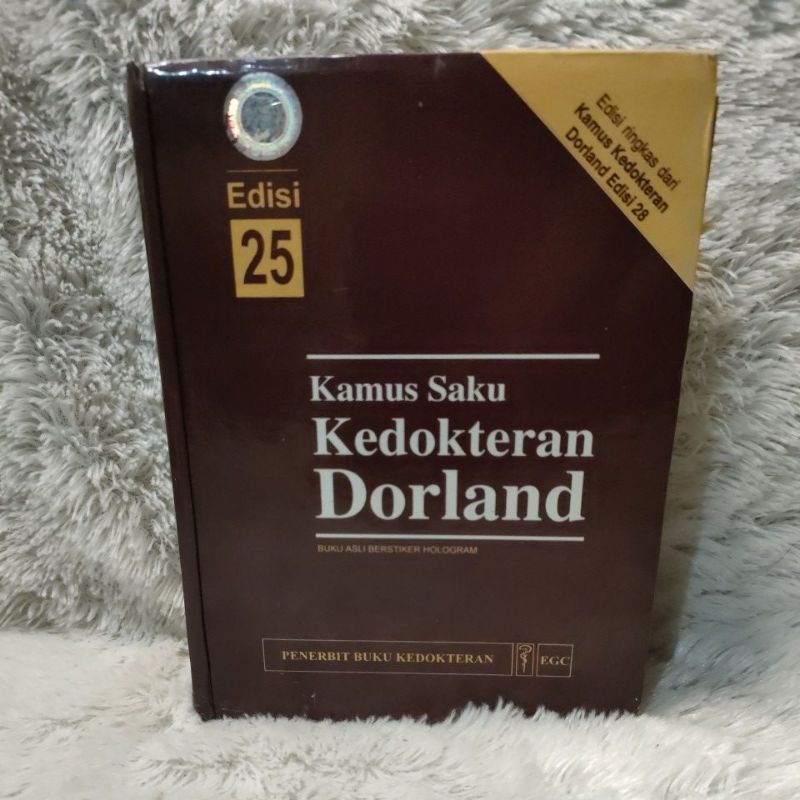 Edisi
25
Edisi ringkas dari
Kamus Kedokteran
Dorland Edisi 28
Kamus Saku
Kedokteran
Dorland
BUKU ASLI BERSTIKER HOLOGRAM
PENERBIT BUKU KEDOKTERAN EGC